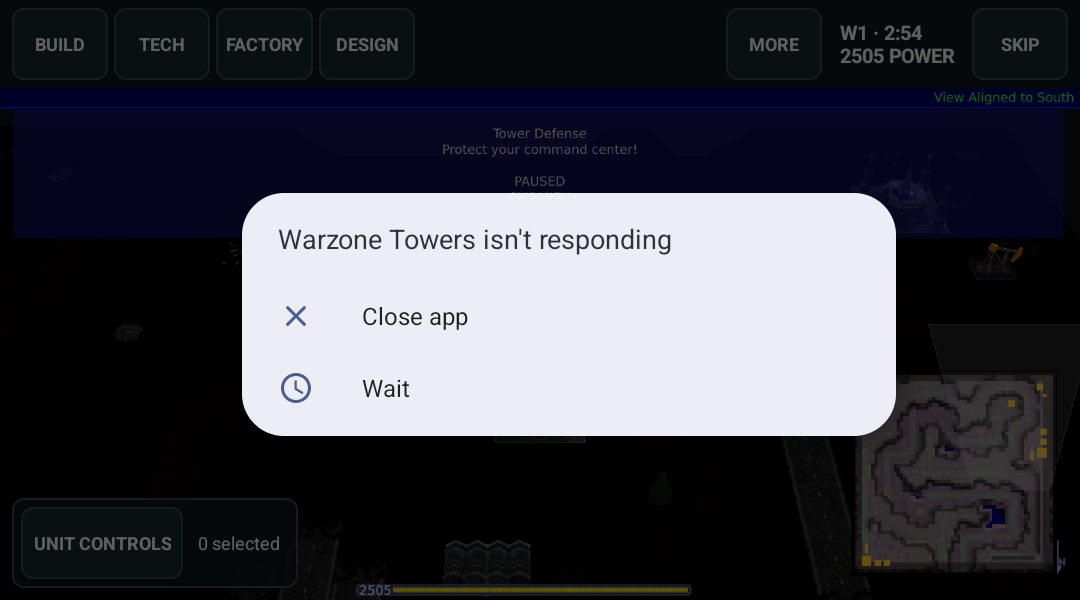 BUILD
TECH
FACTORY
DESIGN
MORE
W1 · 2:54
2505 POWER
SKIP
View Aligned to South
Tower Defense
Protect your command center!
PAUSED
Warzone Towers isn't responding
Close app
Wait
UNIT CONTROLS
0 selected
2505